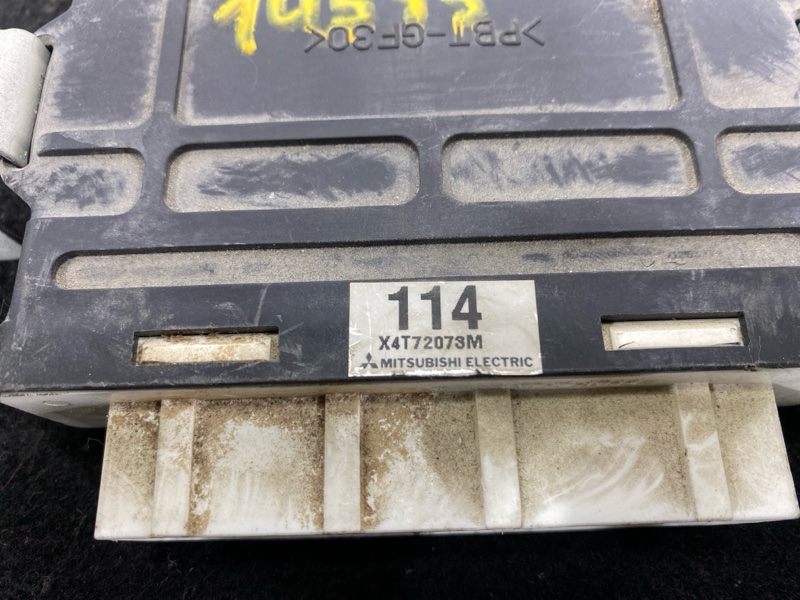 >PBT-GF30<
114
X4T72073M
MITSUBISHI ELECTRIC